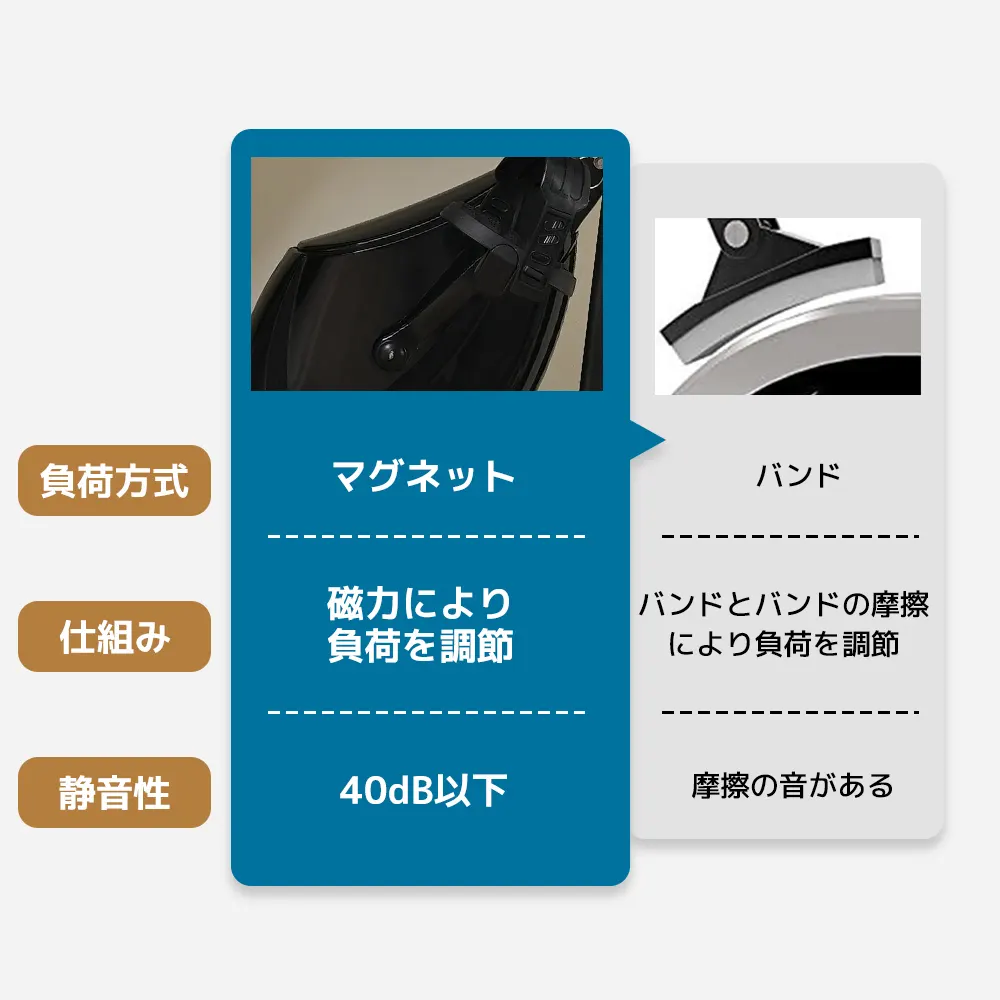 負荷方式
マグネット
バンド
仕組み
磁力により
負荷を調節
バンドとバンドの摩擦
により負荷を調節
静音性
40dB以下
摩擦の音がある